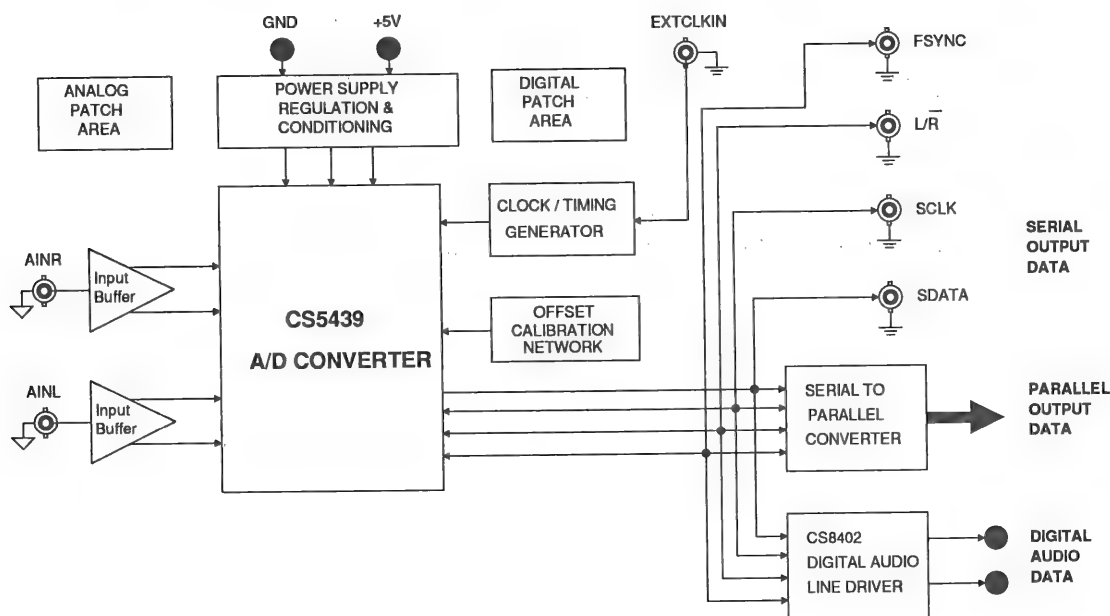 GND
+5V
EXTCLKIN
FSYNC
ANALOG
PATCH
AREA
POWER SUPPLY
REGULATION &
CONDITIONING
DIGITAL
PATCH
AREA
L/R̅
CLOCK / TIMING
GENERATOR
SCLK
SERIAL
OUTPUT
DATA
AINR
Input
Buffer
SDATA
CS5439
A/D CONVERTER
OFFSET
CALIBRATION
NETWORK
AINL
Input
Buffer
SERIAL TO
PARALLEL
CONVERTER
PARALLEL
OUTPUT
DATA
CS8402
DIGITAL AUDIO
LINE DRIVER
DIGITAL
AUDIO
DATA